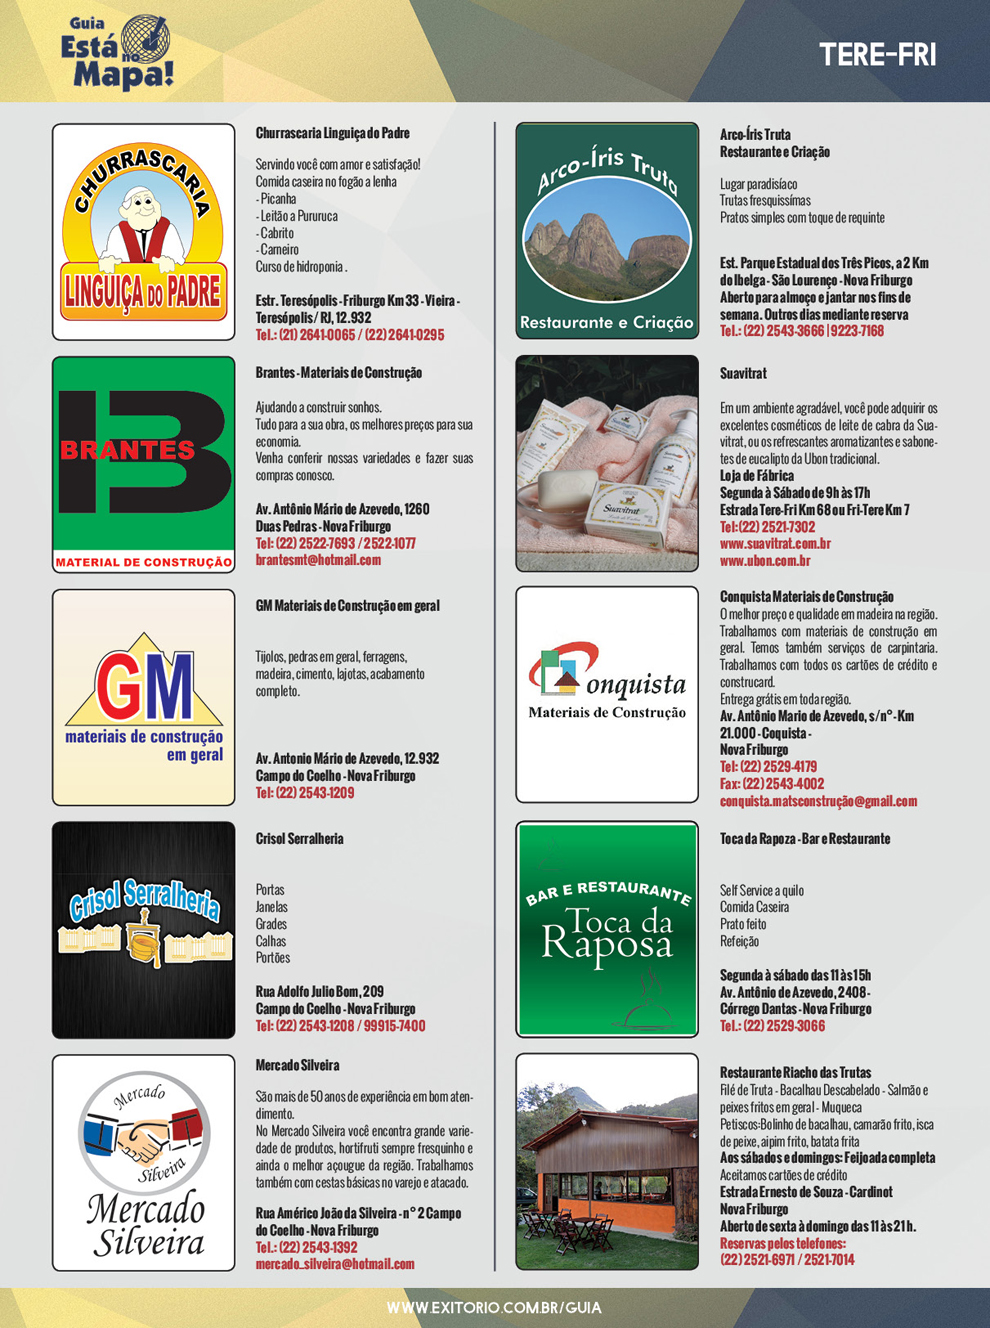 Guia
Está
no
Mapa!
TERE-FRI
CHURRASCARIA
LINGUIÇA DO PADRE
Churrascaria Linguiça do Padre
Servindo você com amor e satisfação!
Comida caseira no fogão a lenha
- Picanha
- Leitão a Pururuca
- Cabrito
- Carneiro
Curso de hidroponia .
Estr. Teresópolis - Friburgo Km 33 - Vieira -
Teresópolis / RJ, 12.932
Tel.: (21) 2641-0065 / (22) 2641-0295
BRANTES
MATERIAL DE CONSTRUÇÃO
Brantes - Materiais de Construção
Ajudando a construir sonhos.
Tudo para a sua obra, os melhores preços para sua
economia.
Venha conferir nossas variedades e fazer suas
compras conosco.
Av. Antônio Mário de Azevedo, 1260
Duas Pedras - Nova Friburgo
Tel: (22) 2522-7693 / 2522-1077
brantesmt@hotmail.com
GM
materiais de construção
em geral
GM Materiais de Construção em geral
Tijolos, pedras em geral, ferragens,
madeira, cimento, lajotas, acabamento
completo.
Av. Antonio Mário de Azevedo, 12.932
Campo do Coelho - Nova Friburgo
Tel: (22) 2543-1209
Crisol Serralheria
Crisol Serralheria
Portas
Janelas
Grades
Calhas
Portões
Rua Adolfo Julio Bom, 209
Campo do Coelho - Nova Friburgo
Tel: (22) 2543-1208 / 99915-7400
Mercado
Silveira
Mercado
Silveira
Mercado Silveira
São mais de 50 anos de experiência em bom aten-
dimento.
No Mercado Silveira você encontra grande varie-
dade de produtos, hortifruti sempre fresquinho e
ainda o melhor açougue da região. Trabalhamos
também com cestas básicas no varejo e atacado.
Rua Américo João da Silveira - n° 2 Campo
do Coelho - Nova Friburgo
Tel.: (22) 2543-1392
mercado_silveira@hotmail.com
Arco-Íris Truta
Restaurante e Criação
Arco-Íris Truta
Restaurante e Criação
Lugar paradisíaco
Trutas fresquissímas
Pratos simples com toque de requinte
Est. Parque Estadual dos Três Picos, a 2 Km
do Ibelga - São Lourenço - Nova Friburgo
Aberto para almoço e jantar nos fins de
semana. Outros dias mediante reserva
Tel.: (22) 2543-3666 | 9223-7168
Suavitrat
Suavitrat
Em um ambiente agradável, você pode adquirir os
excelentes cosméticos de leite de cabra da Sua-
vitrat, ou os refrescantes aromatizantes e sabone-
tes de eucalipto da Ubon tradicional.
Loja de Fábrica
Segunda à Sábado de 9h às 17h
Estrada Tere-Fri Km 68 ou Fri-Tere Km 7
Tel:(22) 2521-7302
www.suavitrat.com.br
www.ubon.com.br
onquista
Materiais de Construção
Conquista Materiais de Construção
O melhor preço e qualidade em madeira na região.
Trabalhamos com materiais de construção em
geral. Temos também serviços de carpintaria.
Trabalhamos com todos os cartões de crédito e
construcard.
Entrega grátis em toda região.
Av. Antônio Mario de Azevedo, s/n° - Km
21.000 - Coquista -
Nova Friburgo
Tel: (22) 2529-4179
Fax: (22) 2543-4002
conquista.matsconstrução@gmail.com
BAR E RESTAURANTE
Toca da
Raposa
Toca da Rapoza - Bar e Restaurante
Self Service a quilo
Comida Caseira
Prato feito
Refeição
Segunda à sábado das 11 às 15h
Av. Antônio de Azevedo, 2408 -
Córrego Dantas - Nova Friburgo
Tel.: (22) 2529-3066
Restaurante Riacho das Trutas
Filé de Truta - Bacalhau Descabelado - Salmão e
peixes fritos em geral - Muqueca
Petiscos:Bolinho de bacalhau, camarão frito, isca
de peixe, aipim frito, batata frita
Aos sábados e domingos: Feijoada completa
Aceitamos cartões de crédito
Estrada Ernesto de Souza - Cardinot
Nova Friburgo
Aberto de sexta à domingo das 11 às 21 h.
Reservas pelos telefones:
(22) 2521-6971 / 2521-7014
WWW.EXITORIO.COM.BR/GUIA